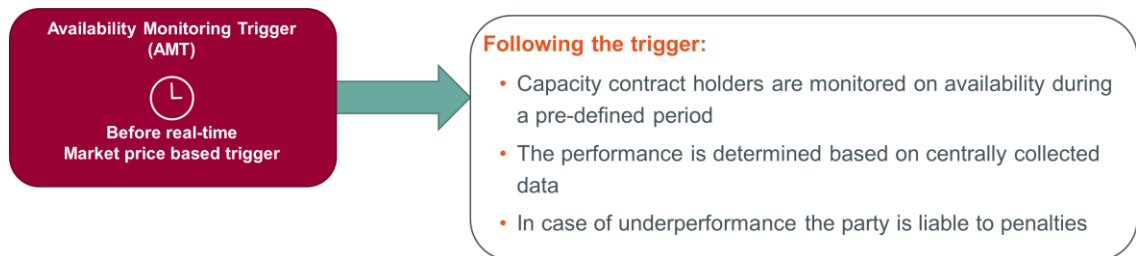 Availability Monitoring Trigger
(AMT)
Before real-time
Market price based trigger
Following the trigger:
• Capacity contract holders are monitored on availability during
a pre-defined period
• The performance is determined based on centrally collected
data
• In case of underperformance the party is liable to penalties